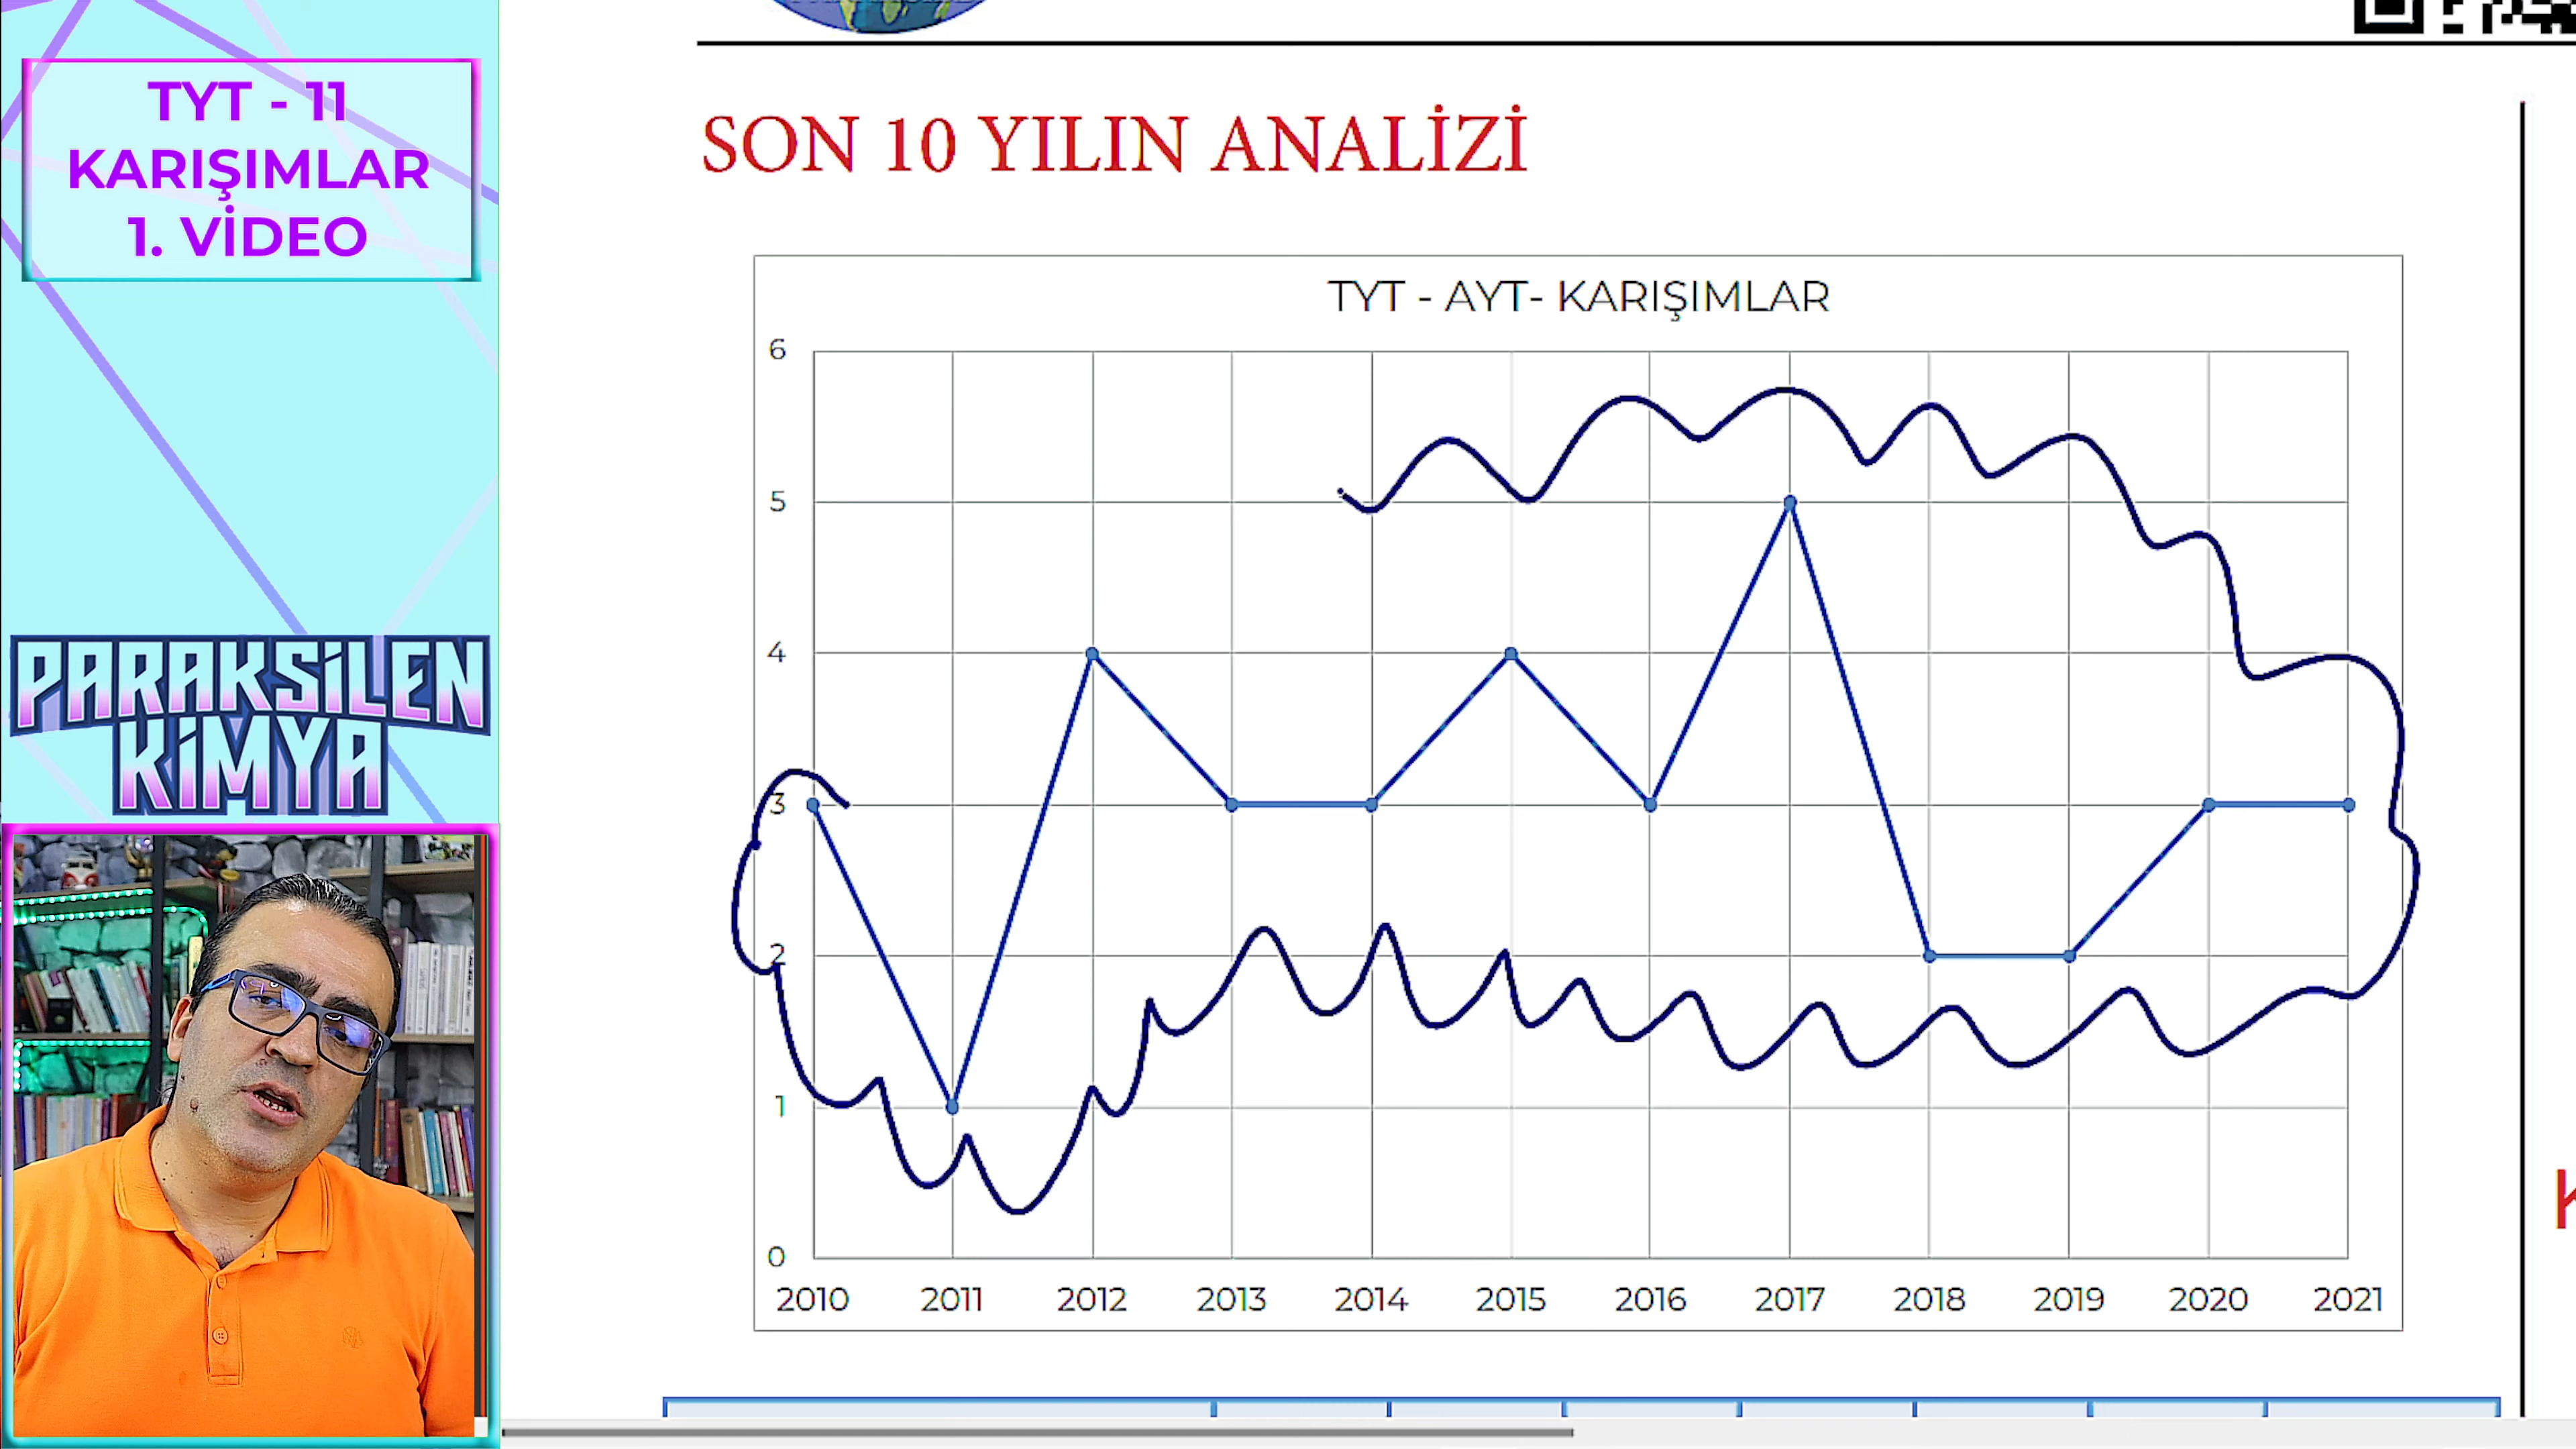 TYT - 11
KARIŞIMLAR
1. VİDEO
PARAKSİLEN
KİMYA
SON 10 YILIN ANALİZİ
TYT - AYT- KARIŞIMLAR
6
5
4
3
2
1
0
2010 2011 2012 2013 2014 2015 2016 2017 2018 2019 2020 2021